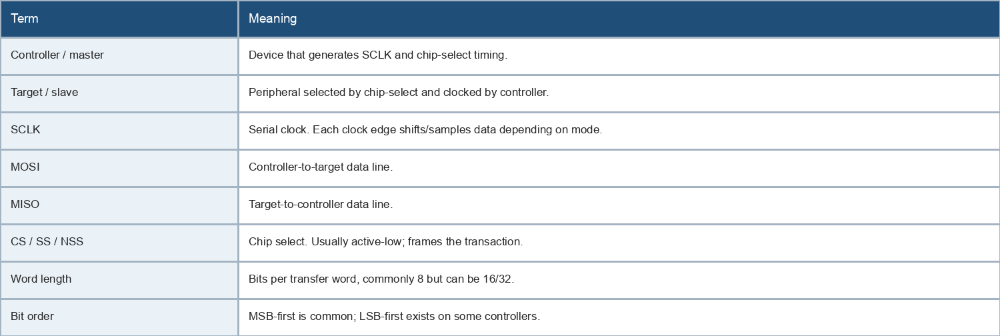 Term
Meaning
Controller / master
Device that generates SCLK and chip-select timing.
Target / slave
Peripheral selected by chip-select and clocked by controller.
SCLK
Serial clock. Each clock edge shifts/samples data depending on mode.
MOSI
Controller-to-target data line.
MISO
Target-to-controller data line.
CS / SS / NSS
Chip select. Usually active-low; frames the transaction.
Word length
Bits per transfer word, commonly 8 but can be 16/32.
Bit order
MSB-first is common; LSB-first exists on some controllers.